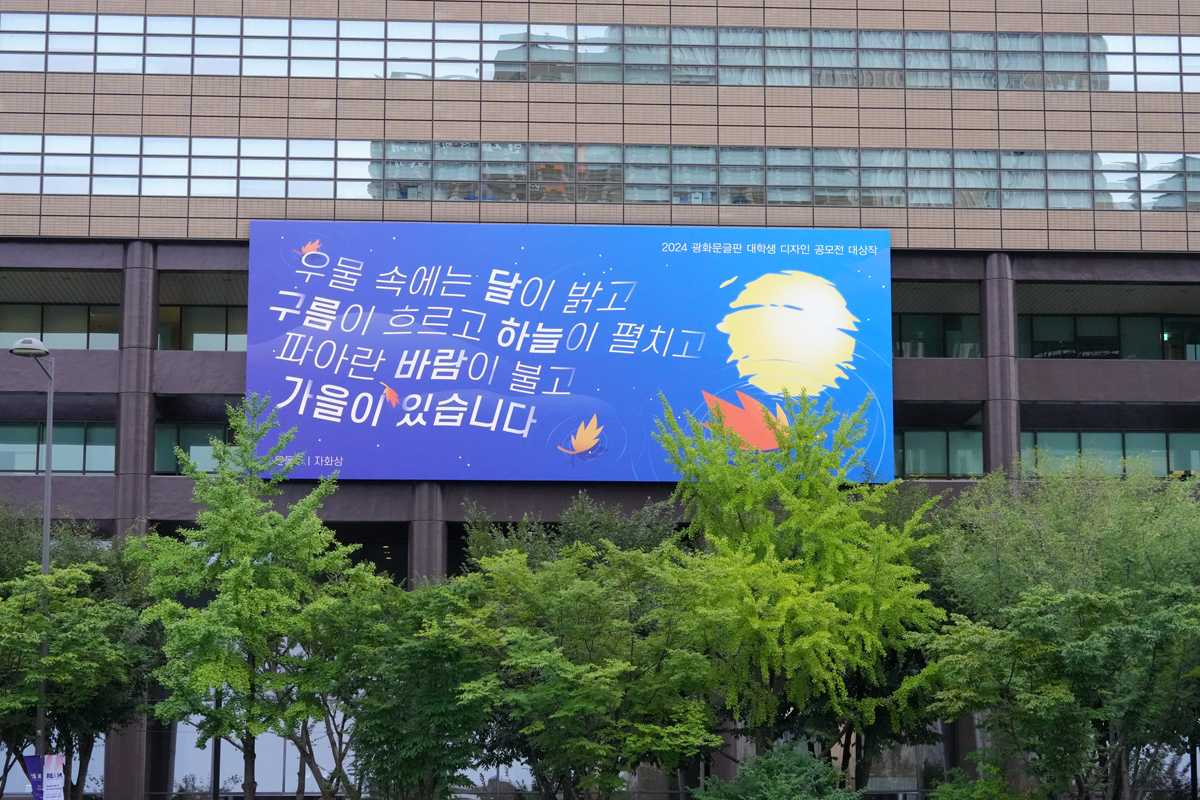 2024 광화문글판 대학생 디자인 공모전 대상작
우물 속에는 달이 밝고
구름이 흐르고 하늘이 펼치고
파아란 바람이 불고
가을이 있습니다
| 자화상